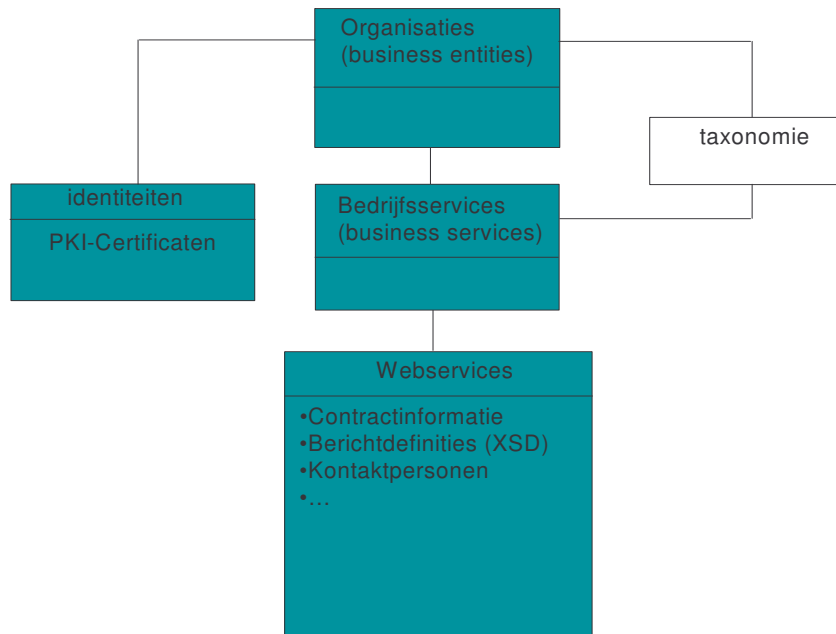 Organisaties
(business entities)
taxonomie
identiteiten
PKI-Certificaten
Bedrijfsservices
(business services)
Webservices
•Contractinformatie
•Berichtdefinities (XSD)
•Kontaktpersonen
•…